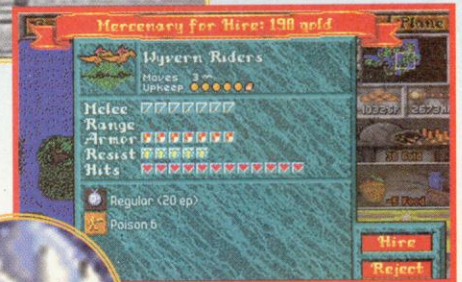 Mercenary for Hire: 190 gold
Plane
Wyvern Riders
Moves 3
Upkeep
Melee
Range
Armor
Resist
Hits
Regular (20 ep)
Poison 6
Hire
Reject